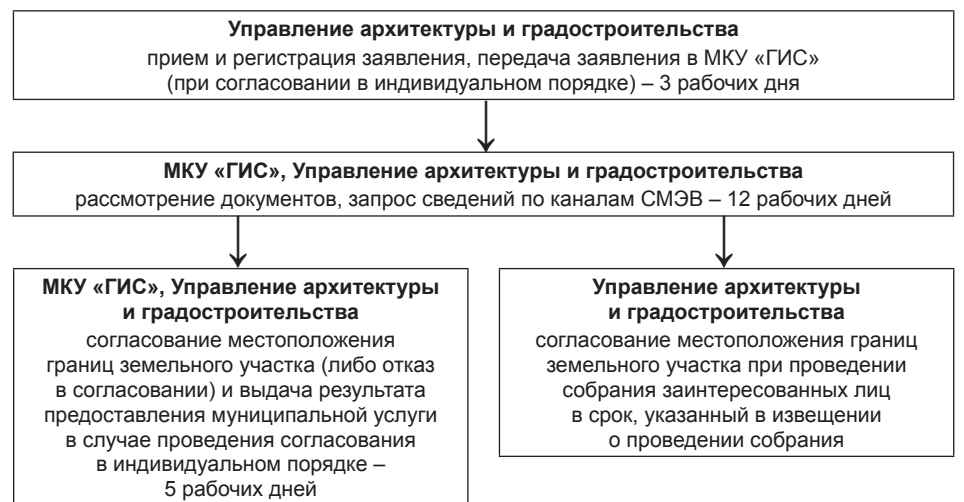 Управление архитектуры и градостроительства
прием и регистрация заявления, передача заявления в МКУ «ГИС»
(при согласовании в индивидуальном порядке) – 3 рабочих дня
МКУ «ГИС», Управление архитектуры и градостроительства
рассмотрение документов, запрос сведений по каналам СМЭВ – 12 рабочих дней
МКУ «ГИС», Управление архитектуры
и градостроительства
согласование местоположения
границ земельного участка (либо отказ
в согласовании) и выдача результата
предоставления муниципальной услуги
в случае проведения согласования
в индивидуальном порядке –
5 рабочих дней
Управление архитектуры
и градостроительства
согласование местоположения границ
земельного участка при проведении
собрания заинтересованных лиц
в срок, указанный в извещении
о проведении собрания